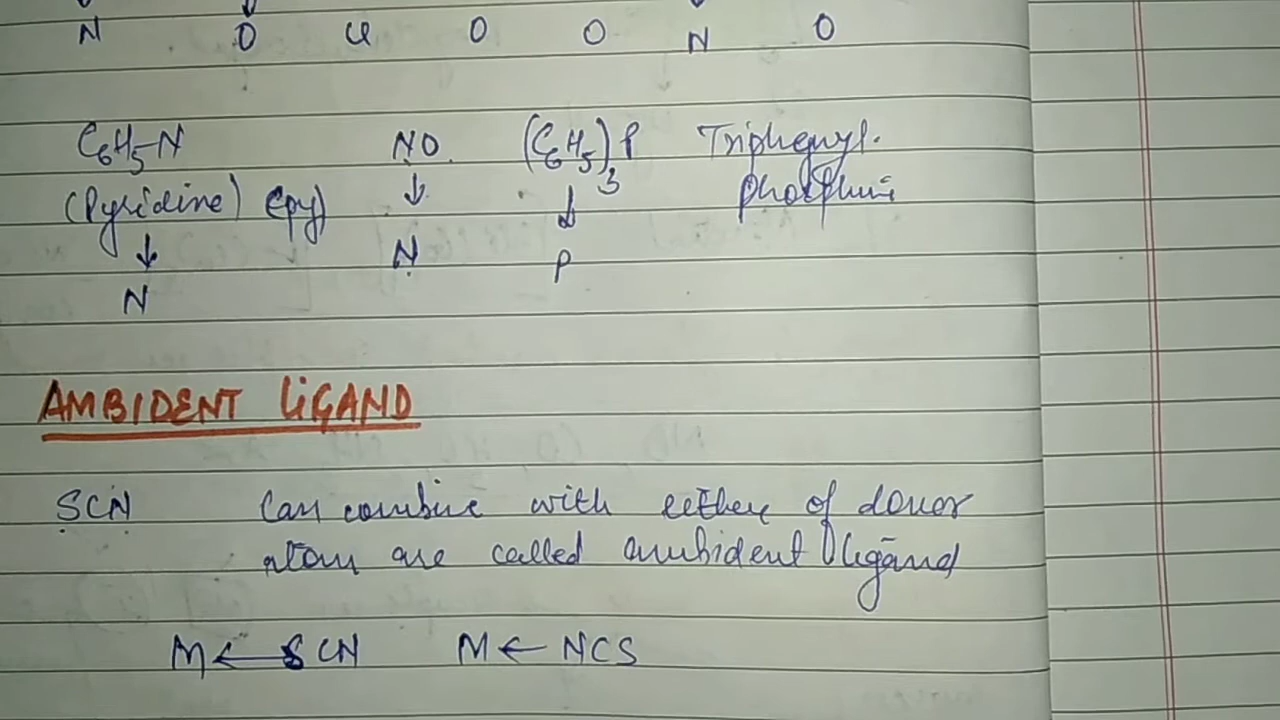 N O Cl O O N O
C6H5-N NO (C6H5)3P Triphenyl.
(Pyridine) (py) ↓ ↓ phosphine
↓ N P
N
AMBIDENT LIGAND
SCN Can combine with either of donor
atom are called ambident ligand
M ← SCN M ← NCS